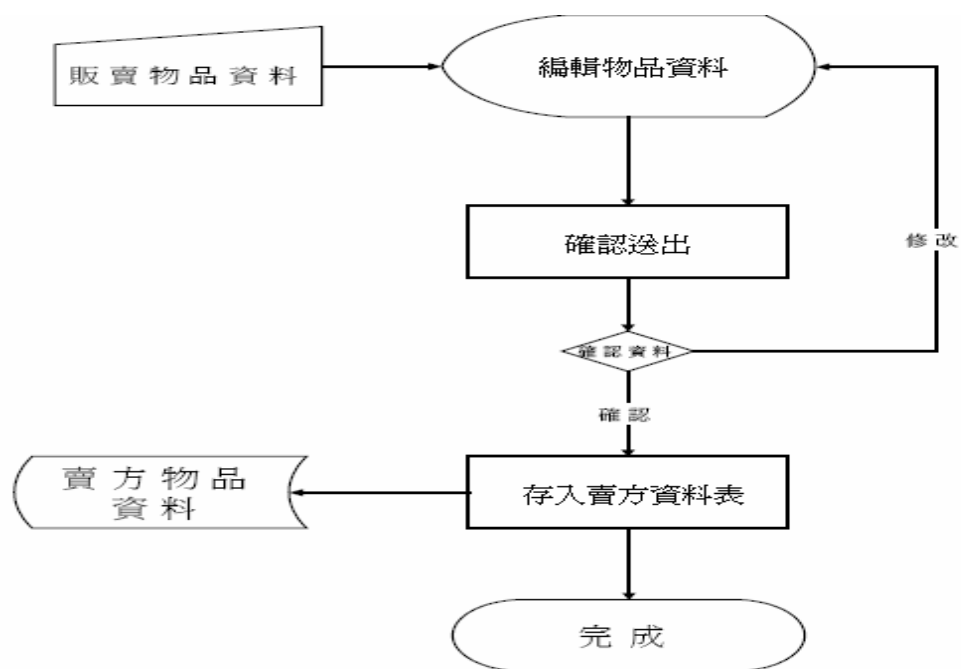 販賣物品資料
編輯物品資料
確認送出
修改
確認資料
確認
賣方物品
資料
存入賣方資料表
完成